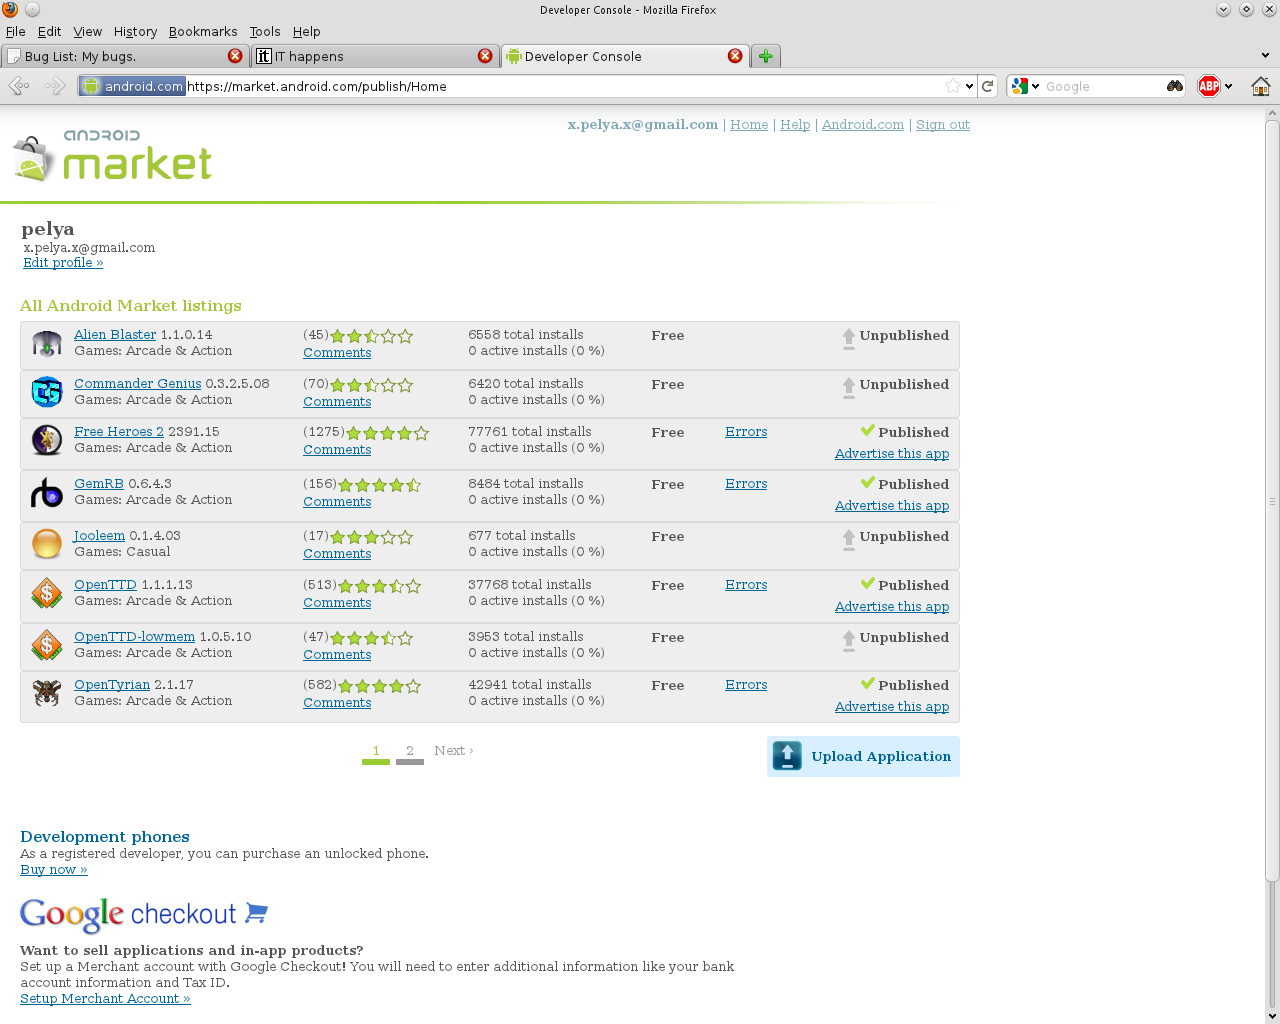 Developer Console - Mozilla Firefox
File Edit View History Bookmarks Tools Help
Bug List: My bugs.
it IT happens
Developer Console
android.com https://market.android.com/publish/Home
Google
ABP
x.pelya.x@gmail.com | Home | Help | Android.com | Sign out
android
market
pelya
x.pelya.x@gmail.com
Edit profile »
All Android Market listings
Alien Blaster 1.1.0.14 (45) 6558 total installs Free Unpublished
Games: Arcade & Action Comments 0 active installs (0 %)
CG Commander Genius 0.3.2.5.08 (70) 6420 total installs Free Unpublished
Games: Arcade & Action Comments 0 active installs (0 %)
Free Heroes 2 2391.15 (1275) 77761 total installs Free Errors Published
Games: Arcade & Action Comments 0 active installs (0 %) Advertise this app
GemRB 0.6.4.3 (156) 8484 total installs Free Errors Published
Games: Arcade & Action Comments 0 active installs (0 %) Advertise this app
Jooleem 0.1.4.03 (17) 677 total installs Free Unpublished
Games: Casual Comments 0 active installs (0 %)
$ OpenTTD 1.1.1.13 (513) 37768 total installs Free Errors Published
Games: Arcade & Action Comments 0 active installs (0 %) Advertise this app
$ OpenTTD-lowmem 1.0.5.10 (47) 3953 total installs Free Unpublished
Games: Arcade & Action Comments 0 active installs (0 %)
OpenTyrian 2.1.17 (582) 42941 total installs Free Errors Published
Games: Arcade & Action Comments 0 active installs (0 %) Advertise this app
1 2 Next ›
Upload Application
Development phones
As a registered developer, you can purchase an unlocked phone.
Buy now »
Google checkout
Want to sell applications and in-app products?
Set up a Merchant account with Google Checkout! You will need to enter additional information like your bank
account information and Tax ID.
Setup Merchant Account »